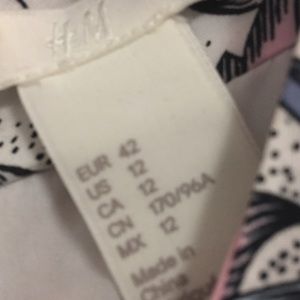 H&M
EUR 42
US 12
CA 12
CN 170/96A
MX 12
Made in
China